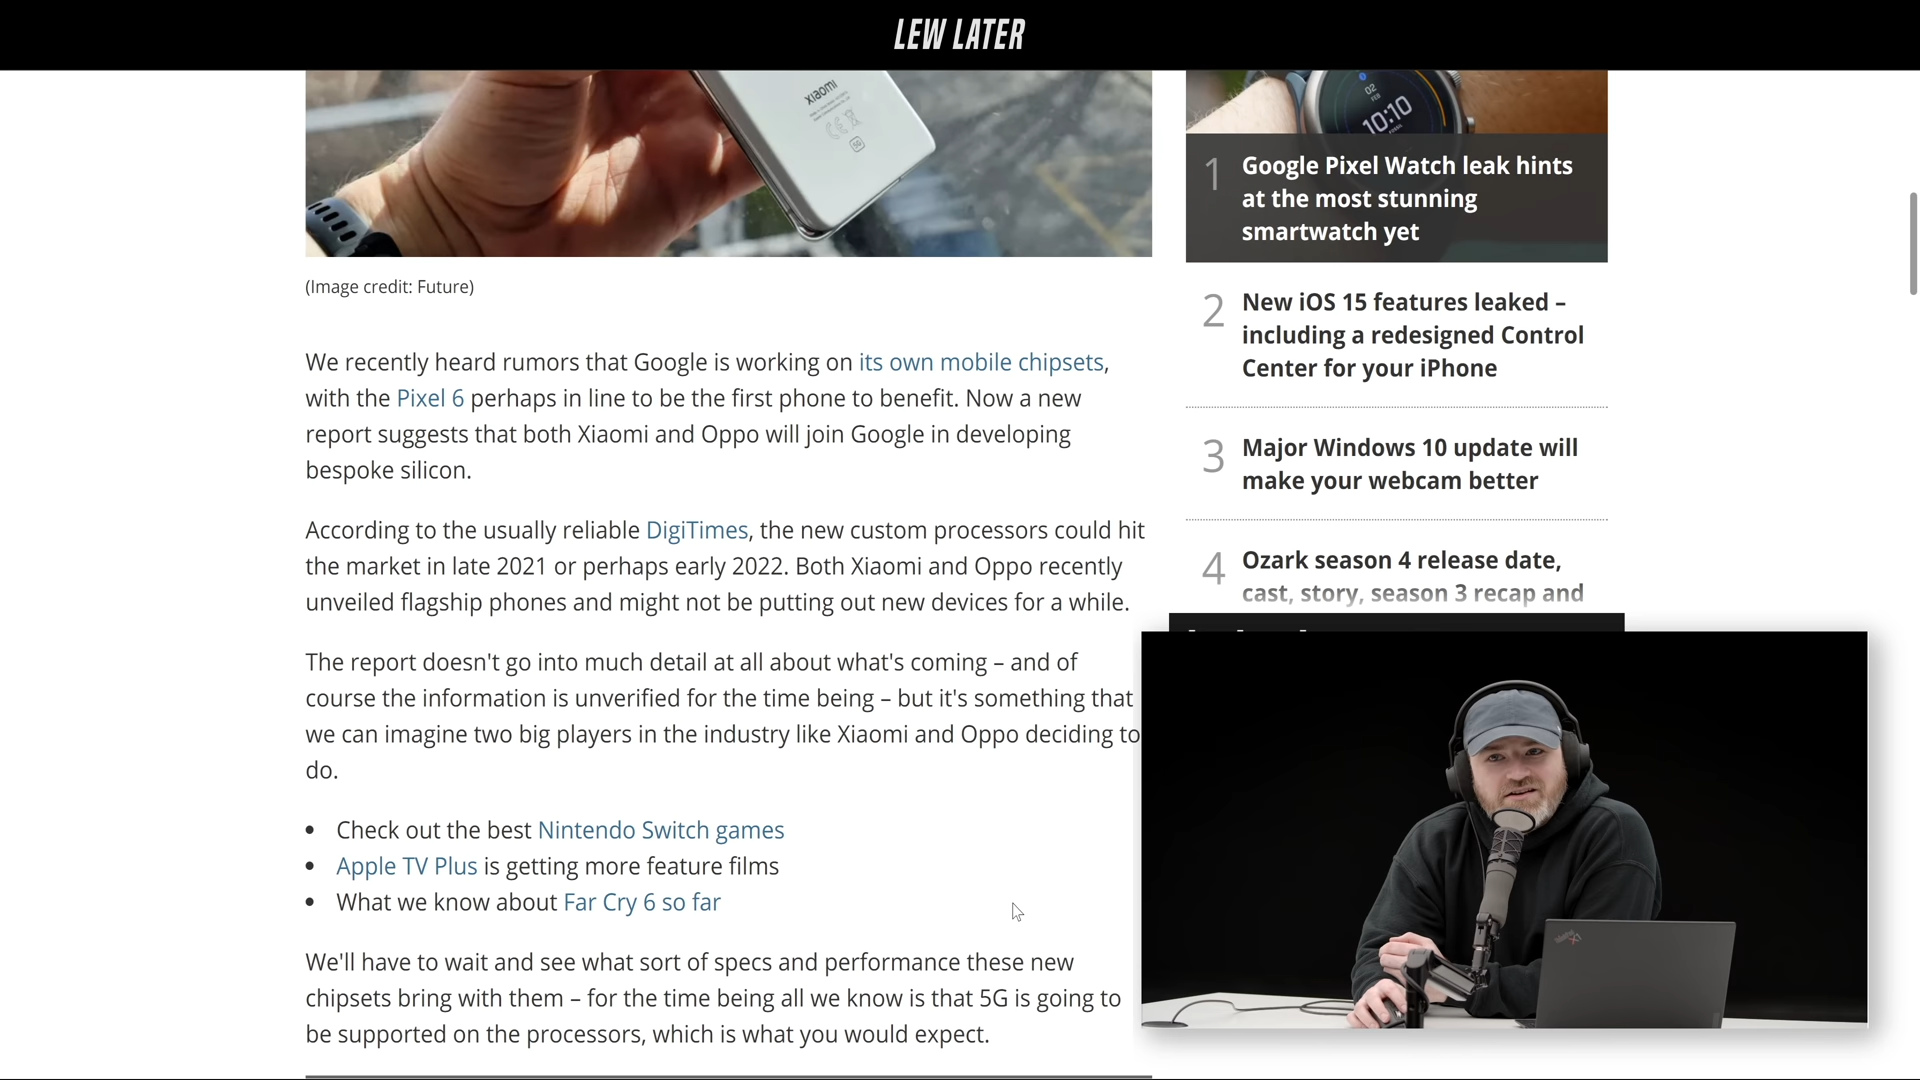 LEW LATER
xiaomi
02
FEB
10:10
1
Google Pixel Watch leak hints
at the most stunning
smartwatch yet
(Image credit: Future)
2
New iOS 15 features leaked –
including a redesigned Control
Center for your iPhone
We recently heard rumors that Google is working on its own mobile chipsets,
with the Pixel 6 perhaps in line to be the first phone to benefit. Now a new
report suggests that both Xiaomi and Oppo will join Google in developing
bespoke silicon.
3
Major Windows 10 update will
make your webcam better
According to the usually reliable DigiTimes, the new custom processors could hit
the market in late 2021 or perhaps early 2022. Both Xiaomi and Oppo recently
unveiled flagship phones and might not be putting out new devices for a while.
4
Ozark season 4 release date,
cast, story, season 3 recap and
The report doesn't go into much detail at all about what's coming – and of
course the information is unverified for the time being – but it's something that
we can imagine two big players in the industry like Xiaomi and Oppo deciding to
do.
• Check out the best Nintendo Switch games
• Apple TV Plus is getting more feature films
• What we know about Far Cry 6 so far
We'll have to wait and see what sort of specs and performance these new
chipsets bring with them – for the time being all we know is that 5G is going to
be supported on the processors, which is what you would expect.